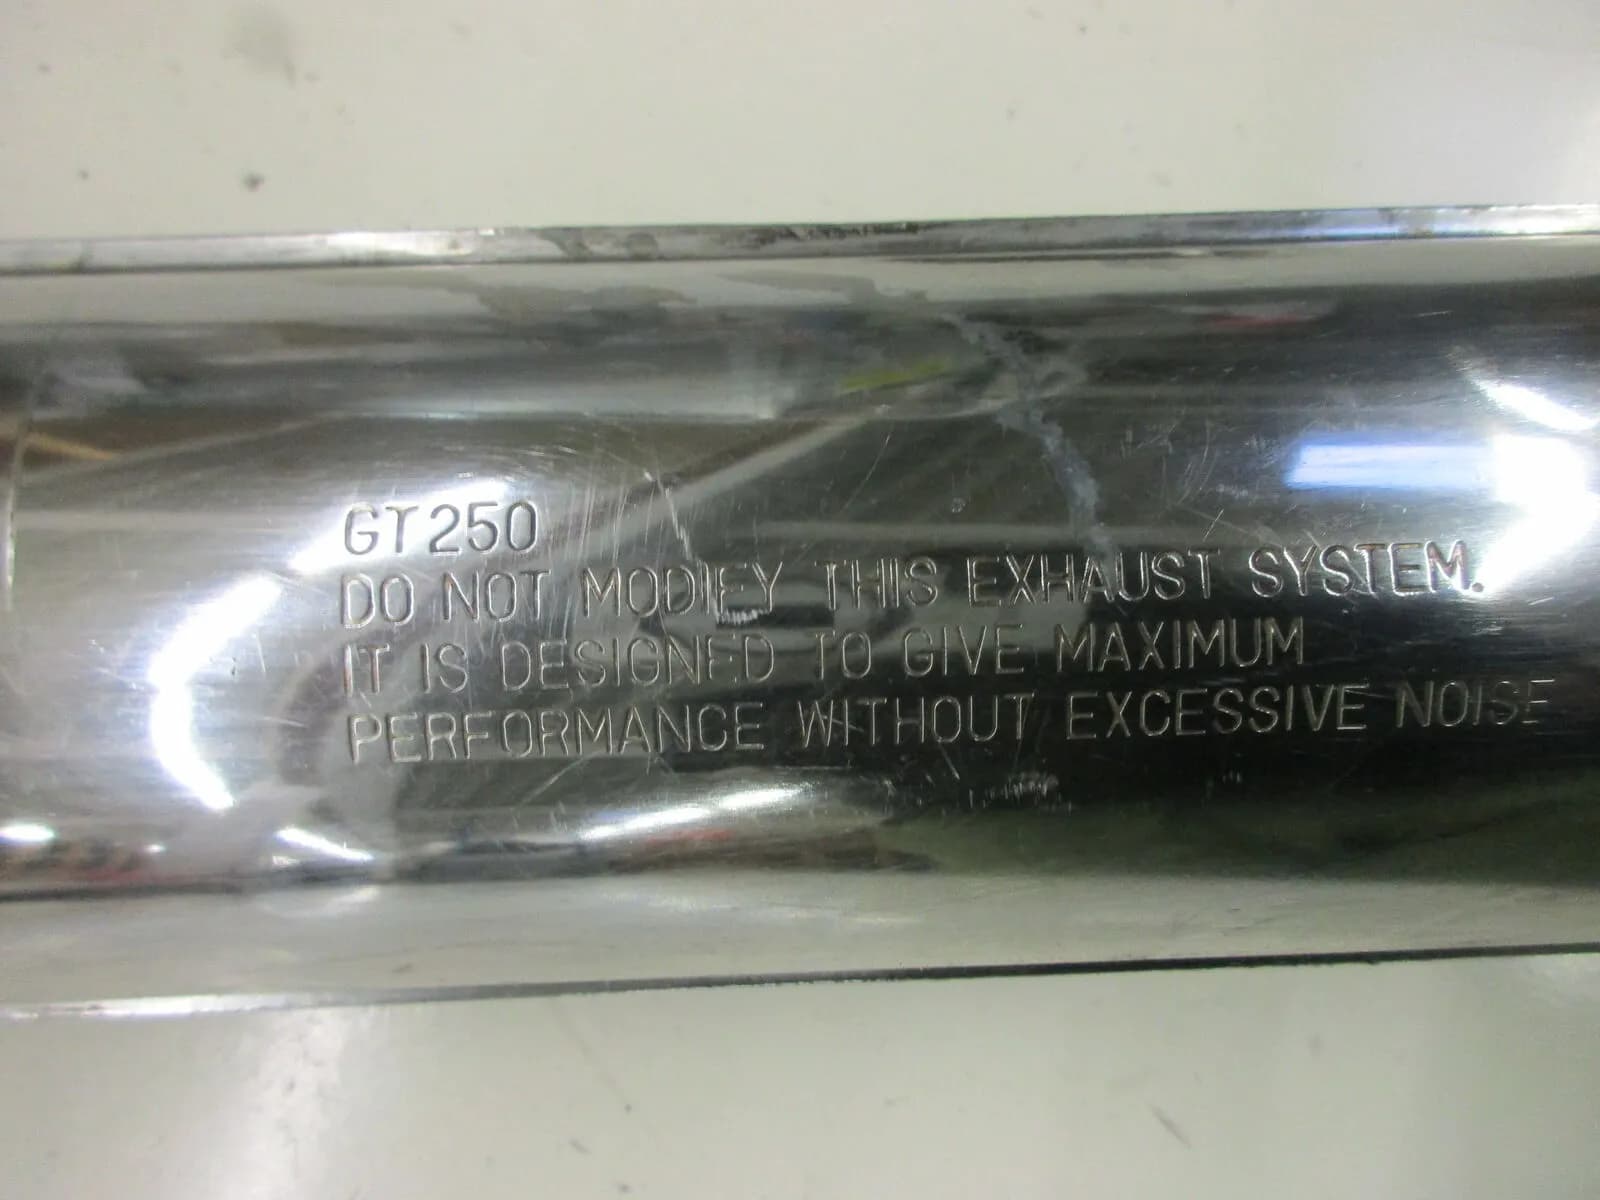 GT250
DO NOT MODIFY THIS EXHAUST SYSTEM.
IT IS DESIGNED TO GIVE MAXIMUM
PERFORMANCE WITHOUT EXCESSIVE NOISE